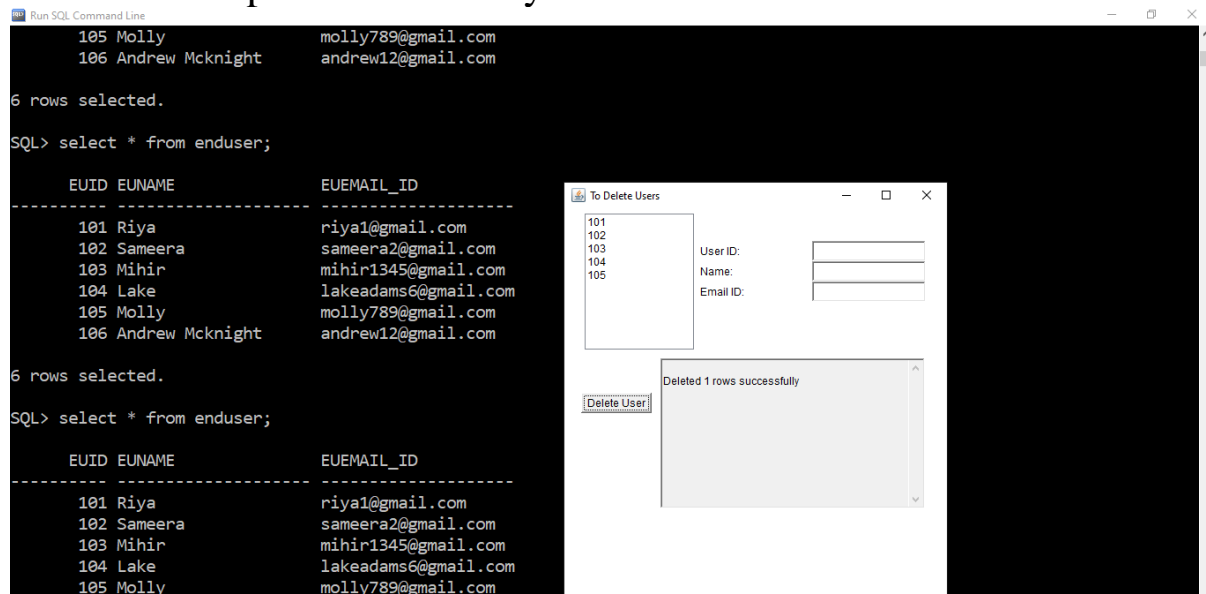 Run SQL Command Line
105 Molly molly789@gmail.com
106 Andrew Mcknight andrew12@gmail.com
6 rows selected.
SQL> select * from enduser;
EUID EUNAME EUEMAIL_ID
---------- -------------------- --------------------
101 Riya riya1@gmail.com
102 Sameera sameera2@gmail.com
103 Mihir mihir1345@gmail.com
104 Lake lakeadams6@gmail.com
105 Molly molly789@gmail.com
106 Andrew Mcknight andrew12@gmail.com
6 rows selected.
SQL> select * from enduser;
EUID EUNAME EUEMAIL_ID
---------- -------------------- --------------------
101 Riya riya1@gmail.com
102 Sameera sameera2@gmail.com
103 Mihir mihir1345@gmail.com
104 Lake lakeadams6@gmail.com
105 Molly molly789@gmail.com
To Delete Users
101
102
103
104
105
User ID:
Name:
Email ID:
Delete User
Deleted 1 rows successfully